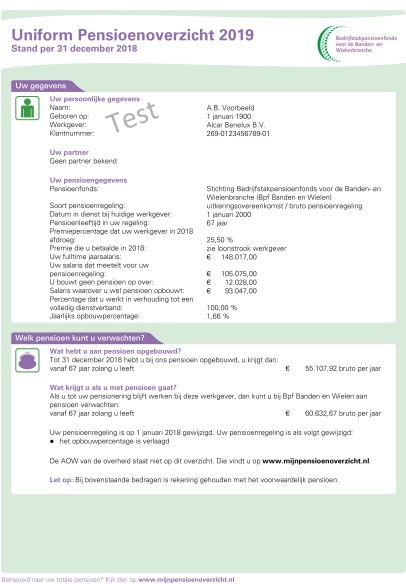 Uniform Pensioenoverzicht 2019
Stand per 31 december 2018
Bedrijfstakpensioenfonds
voor de Banden- en
Wielenbranche
Uw gegevens
Uw persoonlijke gegevens
Naam: A.B. Voorbeeld
Geboren op: 1 januari 1900
Werkgever: Alcar Benelux B.V.
Klantnummer: 269-0123456789-01
Test
Uw partner
Geen partner bekend
Uw pensioengegevens
Pensioenfonds: Stichting Bedrijfstakpensioenfonds voor de Banden- en
Wielenbranche (Bpf Banden en Wielen)
Soort pensioenregeling: uitkeringsovereenkomst / bruto pensioenregeling
Datum in dienst bij huidige werkgever: 1 januari 2000
Pensioenleeftijd in uw regeling: 67 jaar
Premiepercentage dat uw werkgever in 2018
afdroeg: 25,50 %
Premie die u betaalde in 2018: zie loonstrook werkgever
Uw fulltime jaarsalaris: € 148.017,00
Uw salaris dat meetelt voor uw
pensioenregeling: € 105.075,00
U bouwt geen pensioen op over: € 12.028,00
Salaris waarover u wel pensioen opbouwt: € 93.047,00
Percentage dat u werkt in verhouding tot een
volledig dienstverband: 100,00 %
Jaarlijks opbouwpercentage: 1,66 %
Welk pensioen kunt u verwachten?
Wat hebt u aan pensioen opgebouwd?
Tot 31 december 2018 hebt u bij ons pensioen opgebouwd, u krijgt dan:
vanaf 67 jaar zolang u leeft € 55.107,92 bruto per jaar
Wat krijgt u als u met pensioen gaat?
Als u tot uw pensionering blijft werken bij deze werkgever, dan kunt u bij Bpf Banden en Wielen aan
pensioen verwachten:
vanaf 67 jaar zolang u leeft € 60.632,67 bruto per jaar
Uw pensioenregeling is op 1 januari 2018 gewijzigd. Uw pensioenregeling is als volgt gewijzigd:
● het opbouwpercentage is verlaagd
De AOW van de overheid staat niet op dit overzicht. Die vindt u op www.mijnpensioenoverzicht.nl.
Let op: Bij bovenstaande bedragen is rekening gehouden met het voorwaardelijk pensioen.
Benieuwd naar uw totale pensioen? Kijk dan op www.mijnpensioenoverzicht.nl.